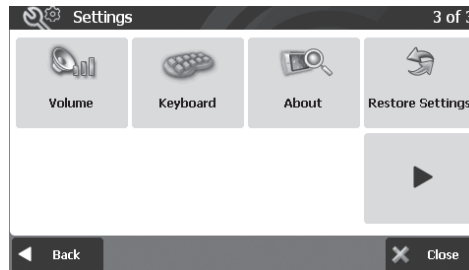 Settings
3 of 3
Volume
Keyboard
About
Restore Settings
Back
Close